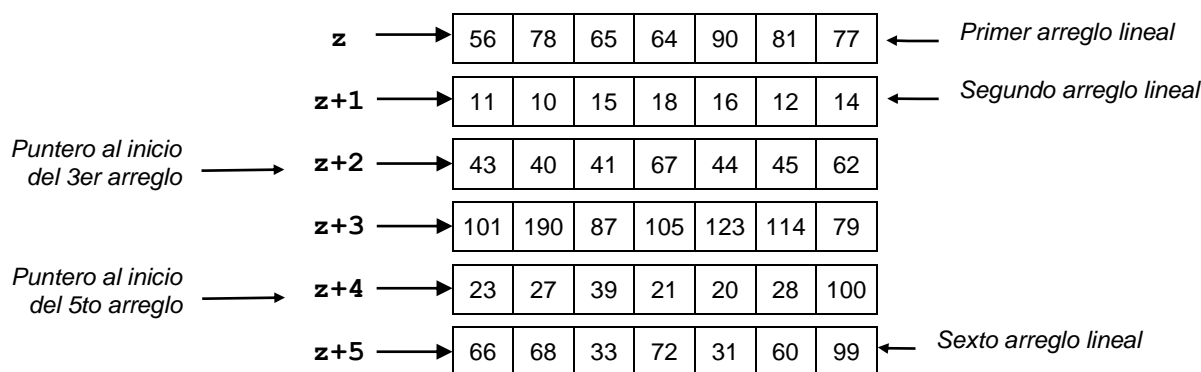 z 56 78 65 64 90 81 77 Primer arreglo lineal
z+1 11 10 15 18 16 12 14 Segundo arreglo lineal
Puntero al inicio
del 3er arreglo
z+2 43 40 41 67 44 45 62
z+3 101 190 87 105 123 114 79
Puntero al inicio
del 5to arreglo
z+4 23 27 39 21 20 28 100
z+5 66 68 33 72 31 60 99 Sexto arreglo lineal